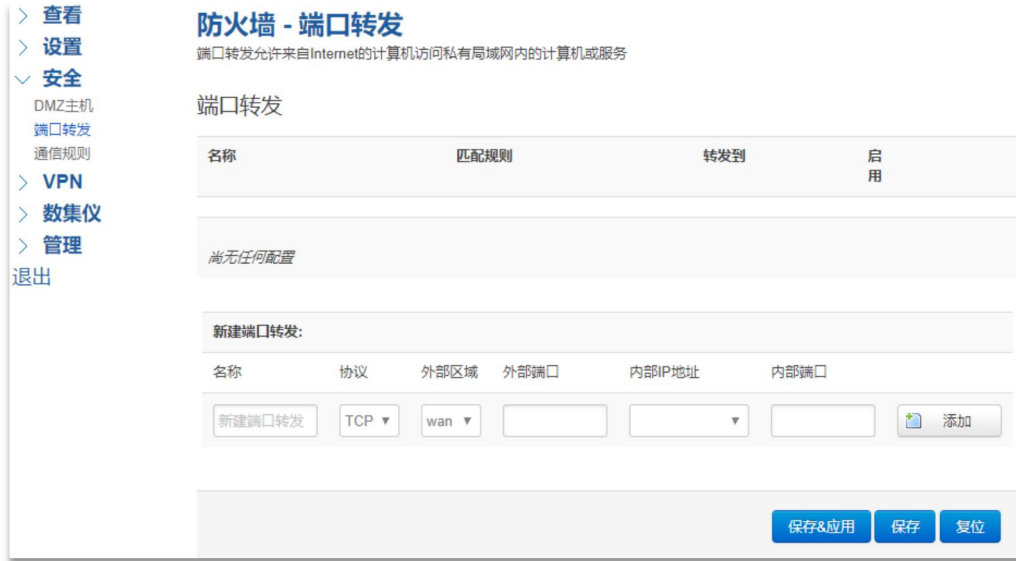 查看
设置
安全
DMZ主机
端口转发
通信规则
VPN
数集仪
管理
退出
防火墙 - 端口转发
端口转发允许来自Internet的计算机访问私有局域网内的计算机或服务
端口转发
名称 匹配规则 转发到 启用
尚无任何配置
新建端口转发:
名称 协议 外部区域 外部端口 内部IP地址 内部端口
新建端口转发 TCP wan 添加
保存&应用 保存 复位